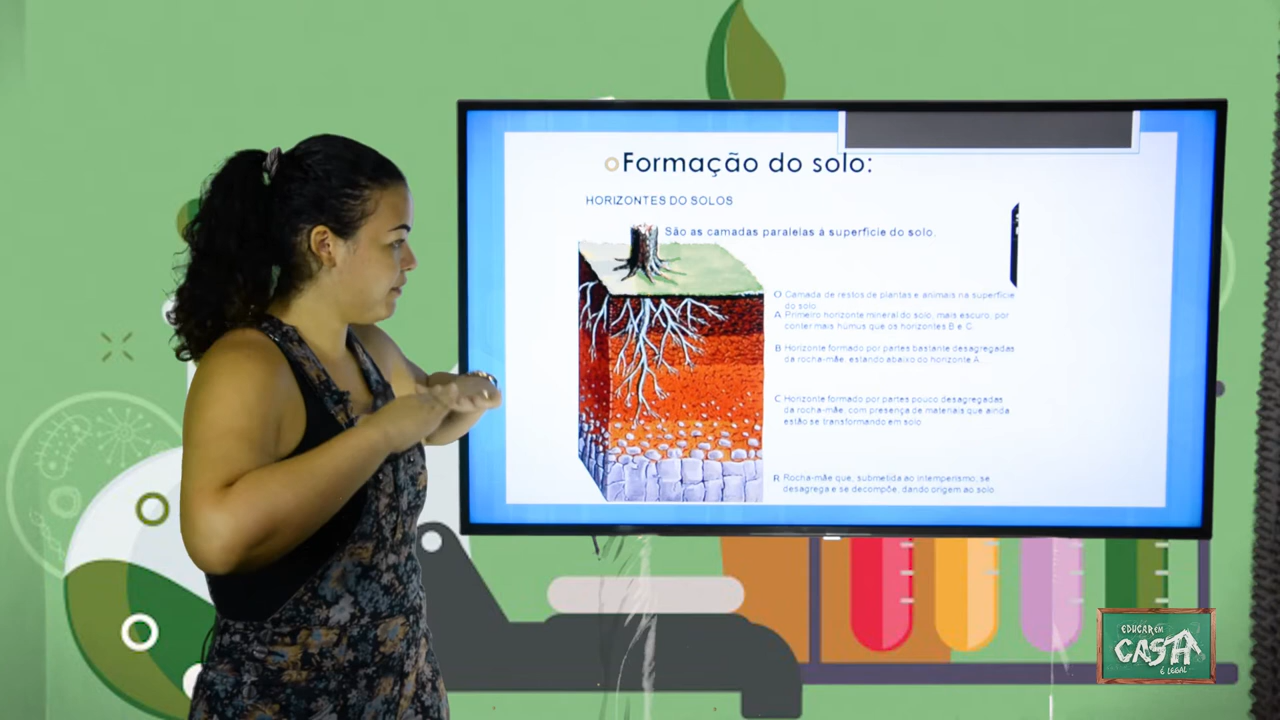 Formação do solo:
HORIZONTES DO SOLOS
São as camadas paralelas à superfície do solo.
O Camada de restos de plantas e animais na superfície
do solo.
A Primeiro horizonte mineral do solo, mais escuro, por
conter mais húmus que os horizontes B e C.
B Horizonte formado por partes bastante desagregadas
da rocha-mãe, estando abaixo do horizonte A.
C Horizonte formado por partes pouco desagregadas
da rocha-mãe, com presença de materiais que ainda
estão se transformando em solo
R Rocha-mãe que, submetida ao intemperismo, se
desagrega e se decompõe, dando origem ao solo
EDUCAR EM
CASA
É LEGAL